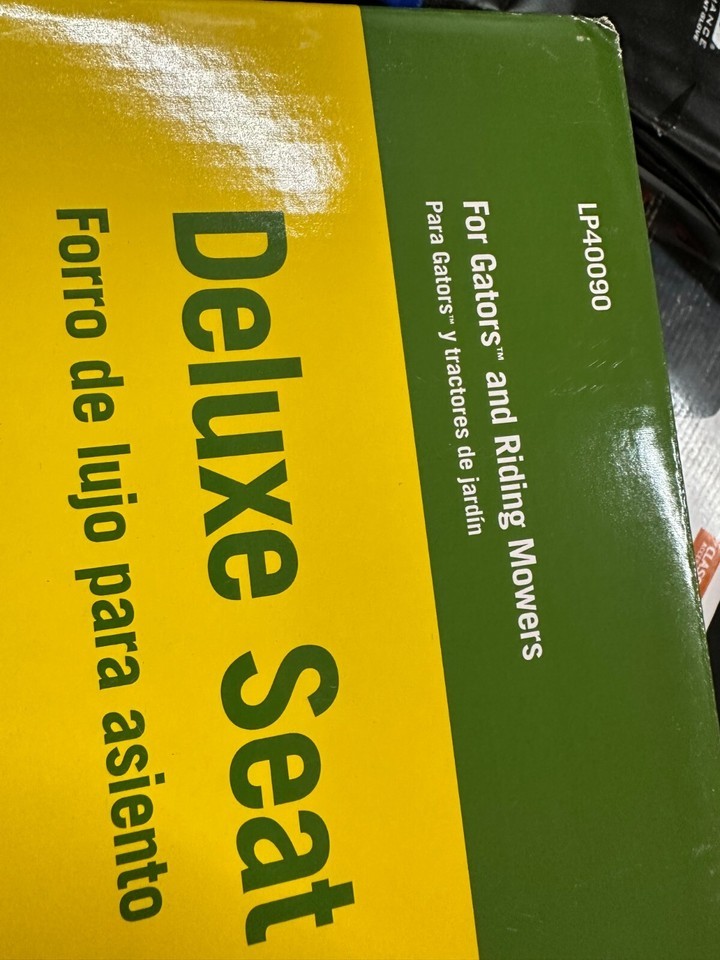 LP40090
For Gators™ and Riding Mowers
Para Gators™ y tractores de jardín
Deluxe Seat
Forro de lujo para asiento